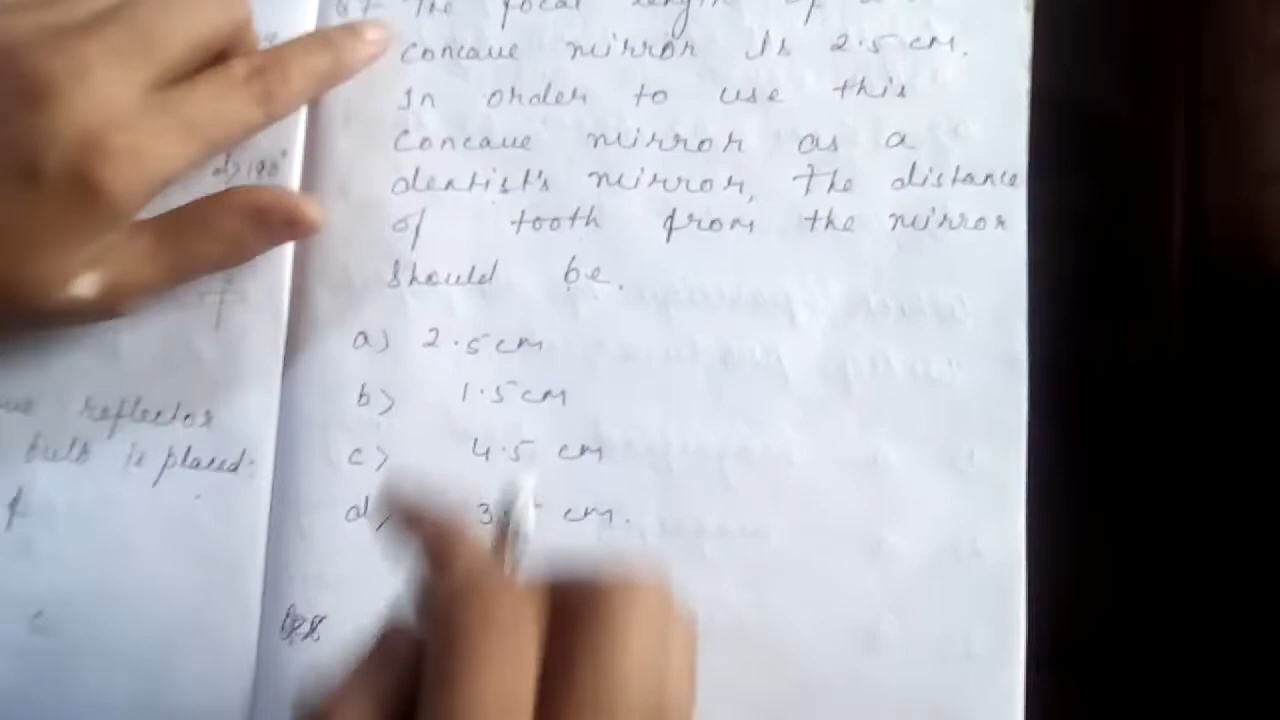 The focal length of a
concave mirror is 2.5 cm.
In order to use this
concave mirror as a
dentist's mirror, The distance
of tooth from the mirror
should be.
a) 2.5 cm
b) 1.5 cm
c) 4.5 cm
d) cm.
d) 180°
reflector
bulb is placed: